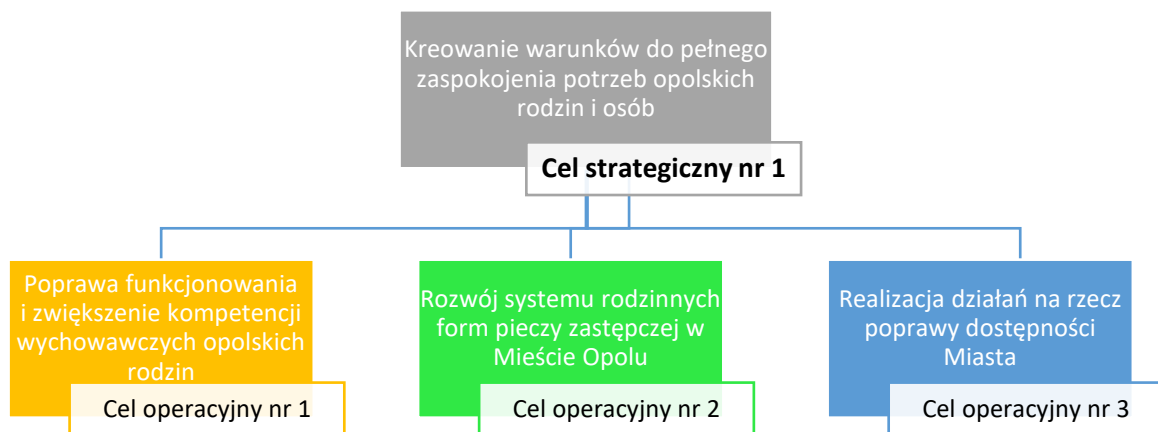 Kreowanie warunków do pełnego
zaspokojenia potrzeb opolskich
rodzin i osób
Cel strategiczny nr 1
Poprawa funkcjonowania
i zwiększenie kompetencji
wychowawczych opolskich
rodzin
Cel operacyjny nr 1
Rozwój systemu rodzinnych
form pieczy zastępczej w
Mieście Opolu
Cel operacyjny nr 2
Realizacja działań na rzecz
poprawy dostępności
Miasta
Cel operacyjny nr 3